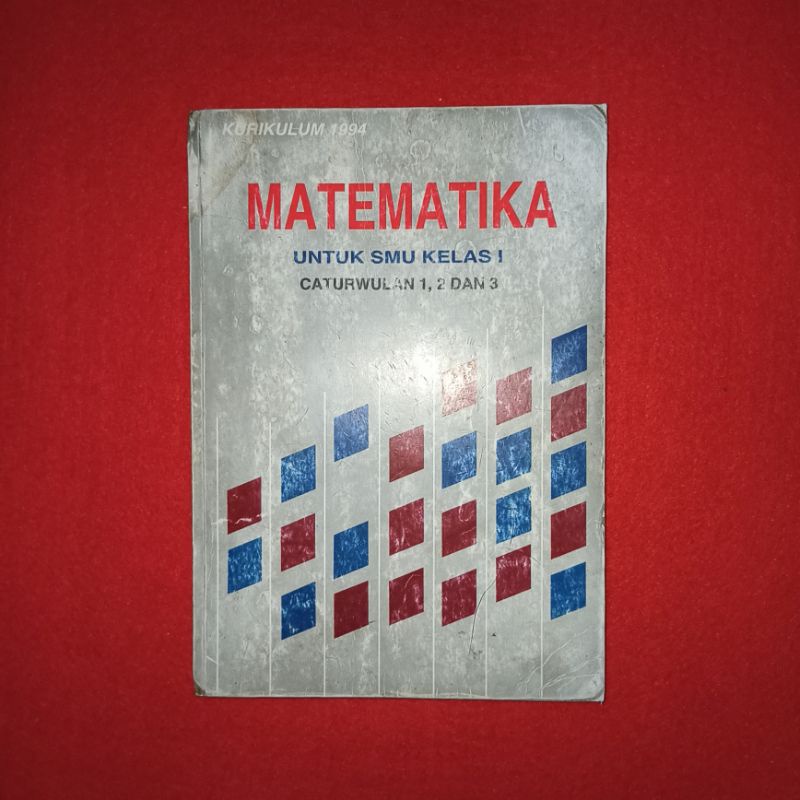 KURIKULUM 1994
MATEMATIKA
UNTUK SMU KELAS I
CATURWULAN 1, 2 DAN 3